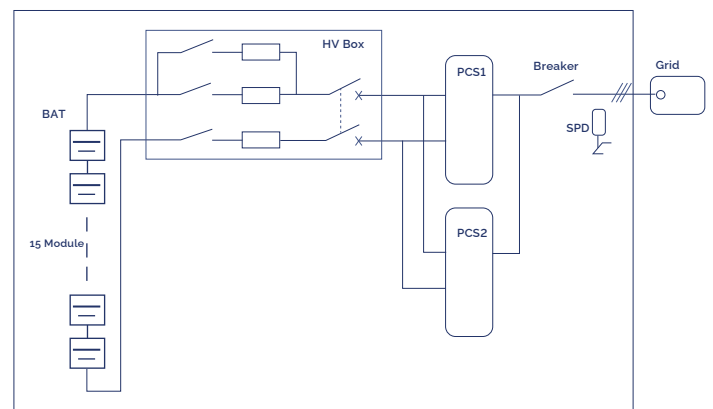 HV Box
PCS1
Breaker
Grid
BAT
SPD
PCS2
15 Module